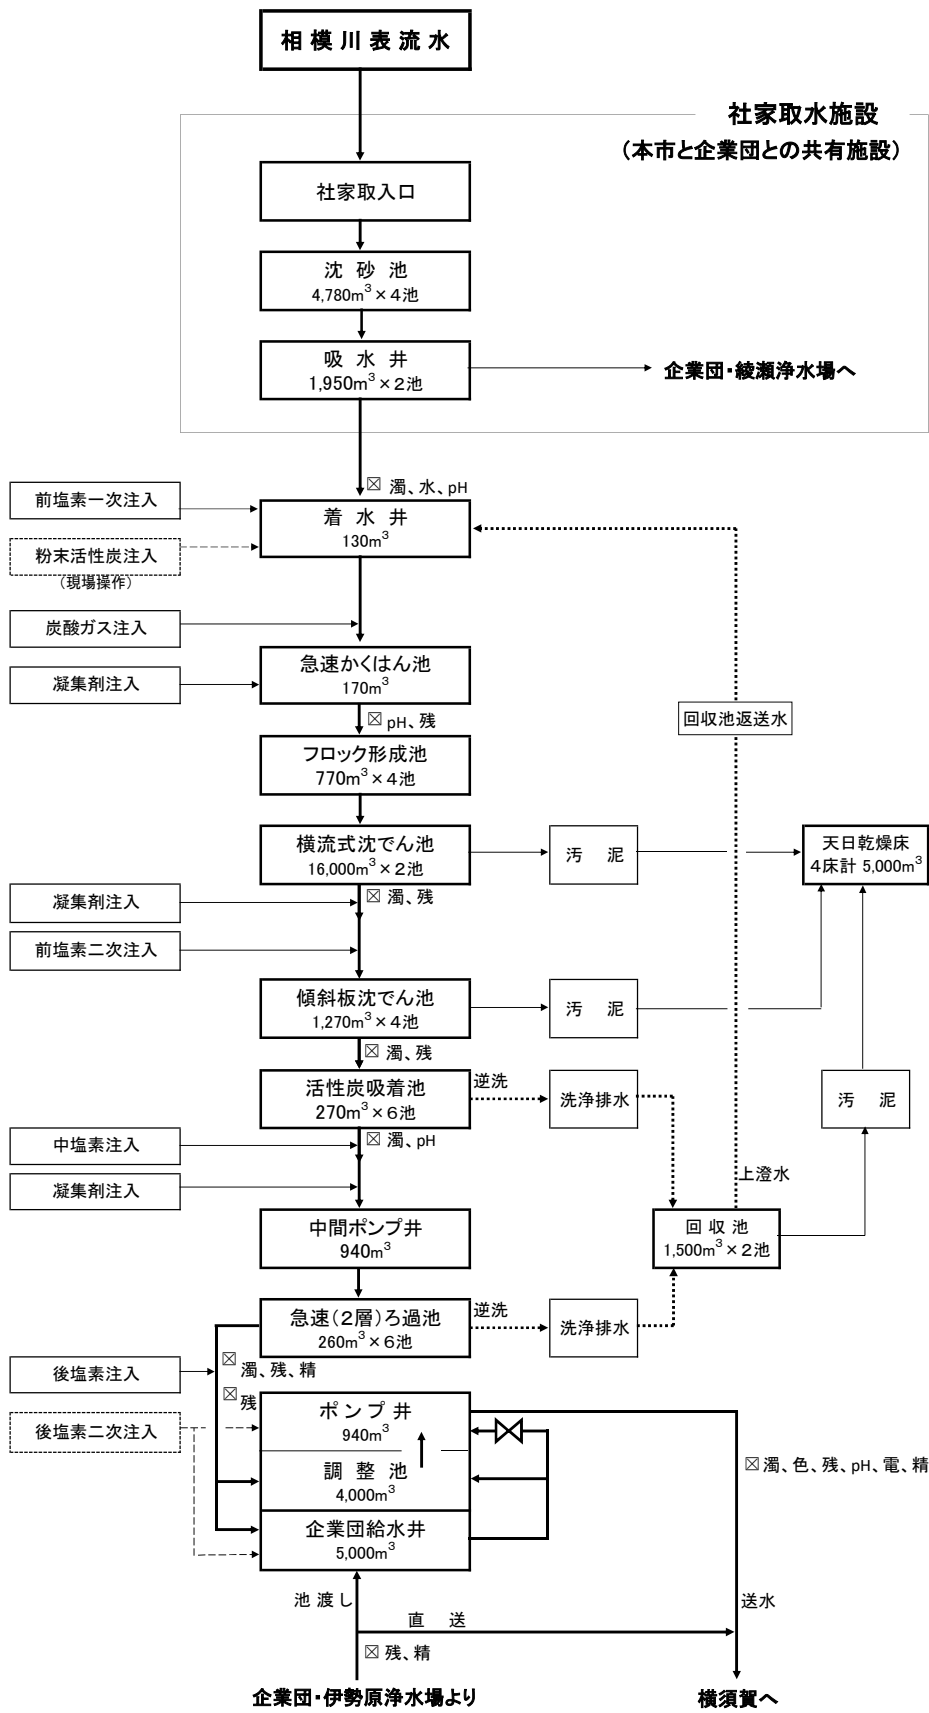 相模川表流水
社家取水施設
（本市と企業団との共有施設）
社家取入口
沈砂池
4,780m³×４池
吸水井
1,950m³×２池
企業団・綾瀬浄水場へ
☒ 濁、水、pH
前塩素一次注入
着水井
130m³
粉末活性炭注入
（現場操作）
炭酸ガス注入
急速かくはん池
170m³
凝集剤注入
☒ pH、残
回収池返送水
フロック形成池
770m³×４池
横流式沈でん池
16,000m³×２池
汚泥
天日乾燥床
４床計 5,000m³
☒ 濁、残
凝集剤注入
前塩素二次注入
傾斜板沈でん池
1,270m³×４池
汚泥
☒ 濁、残
活性炭吸着池
270m³×６池
逆洗
洗浄排水
汚泥
☒ 濁、pH
中塩素注入
凝集剤注入
上澄水
中間ポンプ井
940m³
回収池
1,500m³×２池
急速（２層）ろ過池
260m³×６池
逆洗
洗浄排水
後塩素注入
☒ 濁、残、精
☒ 残
後塩素二次注入
ポンプ井
940m³
調整池
4,000m³
☒ 濁、色、残、pH、電、精
企業団給水井
5,000m³
池渡し
直送
送水
☒ 残、精
企業団・伊勢原浄水場より
横須賀へ